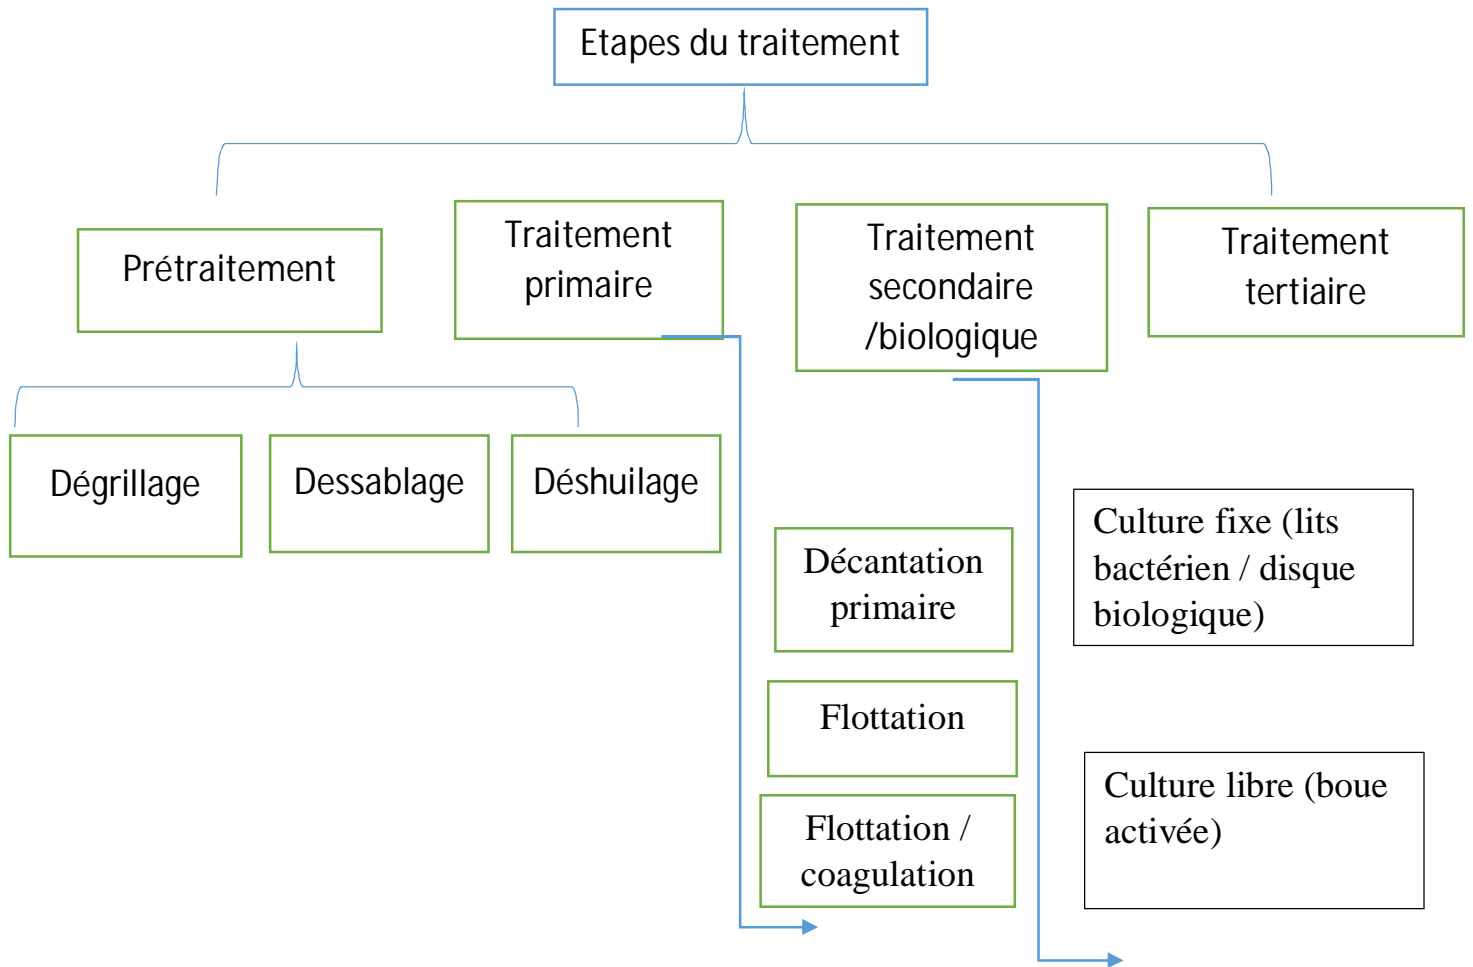 Etapes du traitement
Prétraitement
Traitement
primaire
Traitement
secondaire
/biologique
Traitement
tertiaire
Dégrillage
Dessablage
Déshuilage
Décantation
primaire
Flottation
Flottation /
coagulation
Culture fixe (lits
bactérien / disque
biologique)
Culture libre (boue
activée)